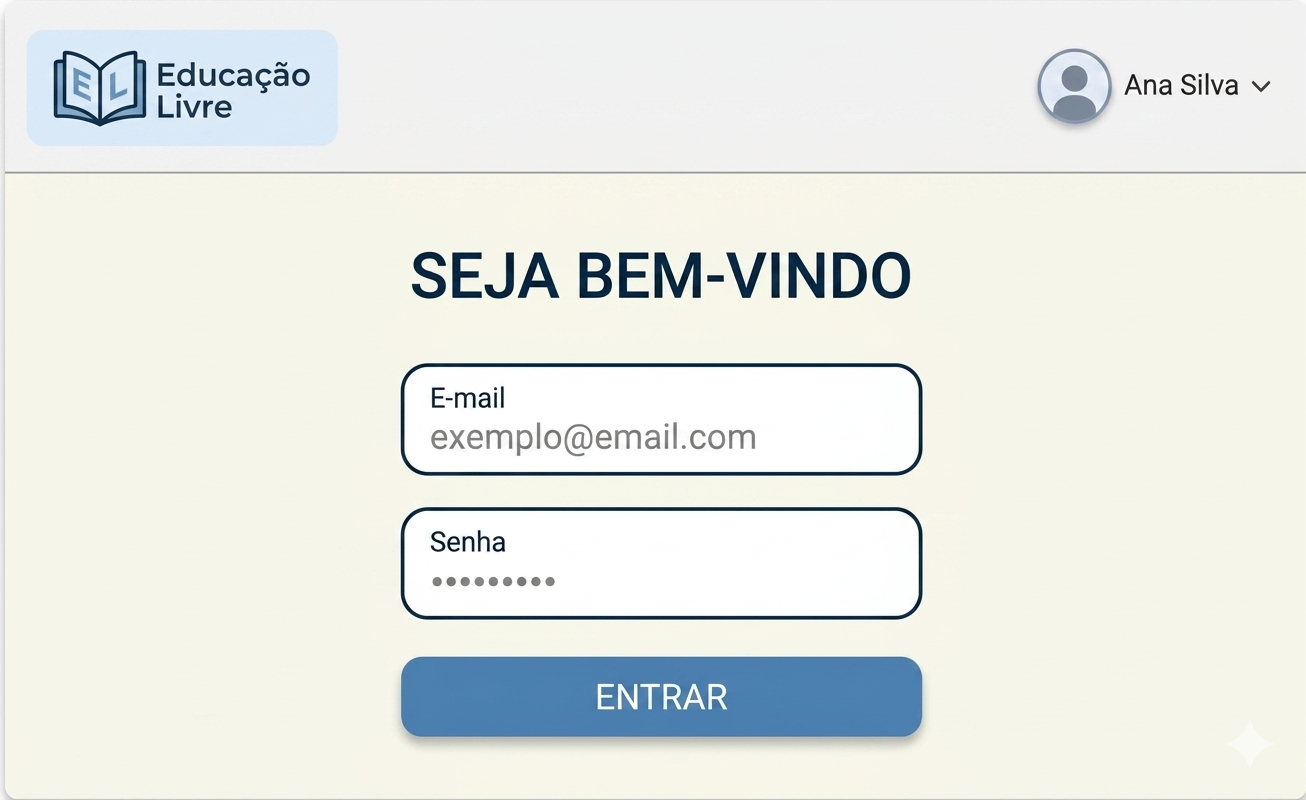 E L
Educação
Livre
Ana Silva
SEJA BEM-VINDO
E-mail
exemplo@email.com
Senha
•••••••••
ENTRAR